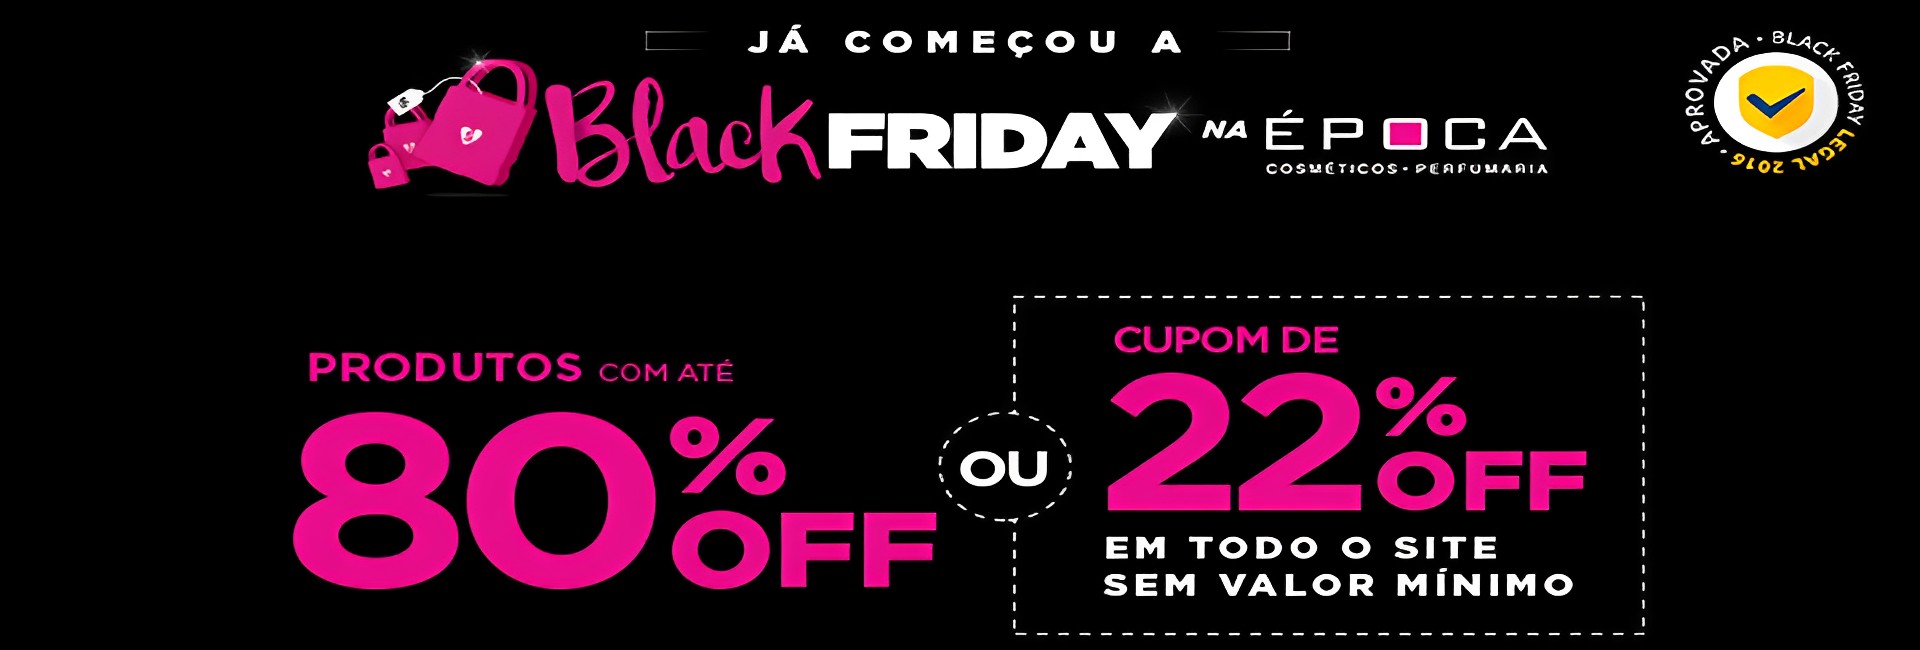 JÁ COMEÇOU A
Black FRIDAY NA ÉPOCA
COSMÉTICOS • PERFUMARIA
• APROVADA • BLACK FRIDAY LEGAL 2016
PRODUTOS COM ATÉ
80% OFF
OU
CUPOM DE
22% OFF
EM TODO O SITE
SEM VALOR MÍNIMO